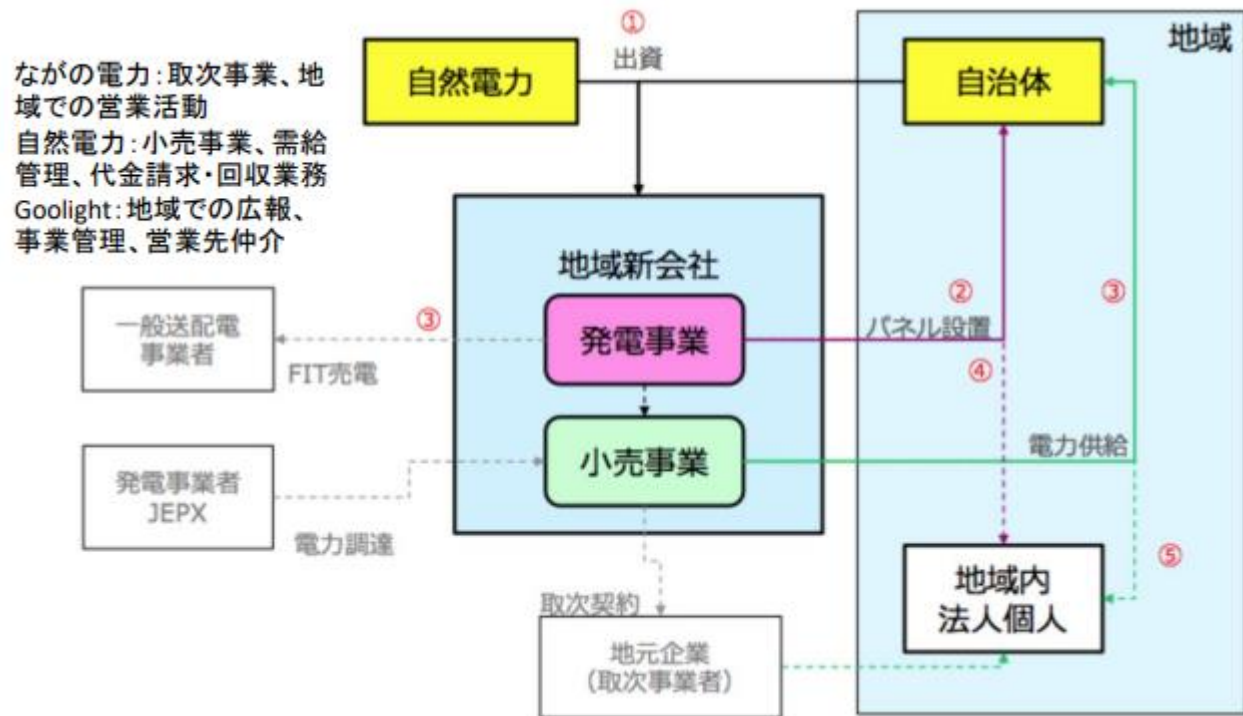 ①
出資
地域
ながの電力：取次事業、地
域での営業活動
自然電力：小売事業、需給
管理、代金請求・回収業務
Goolight：地域での広報、
事業管理、営業先仲介
自然電力
自治体
地域新会社
一般送配電
事業者
③
FIT売電
発電事業
②
パネル設置
③
④
発電事業者
JEPX
電力調達
小売事業
電力供給
取次契約
地元企業
（取次事業者）
地域内
法人個人
⑤